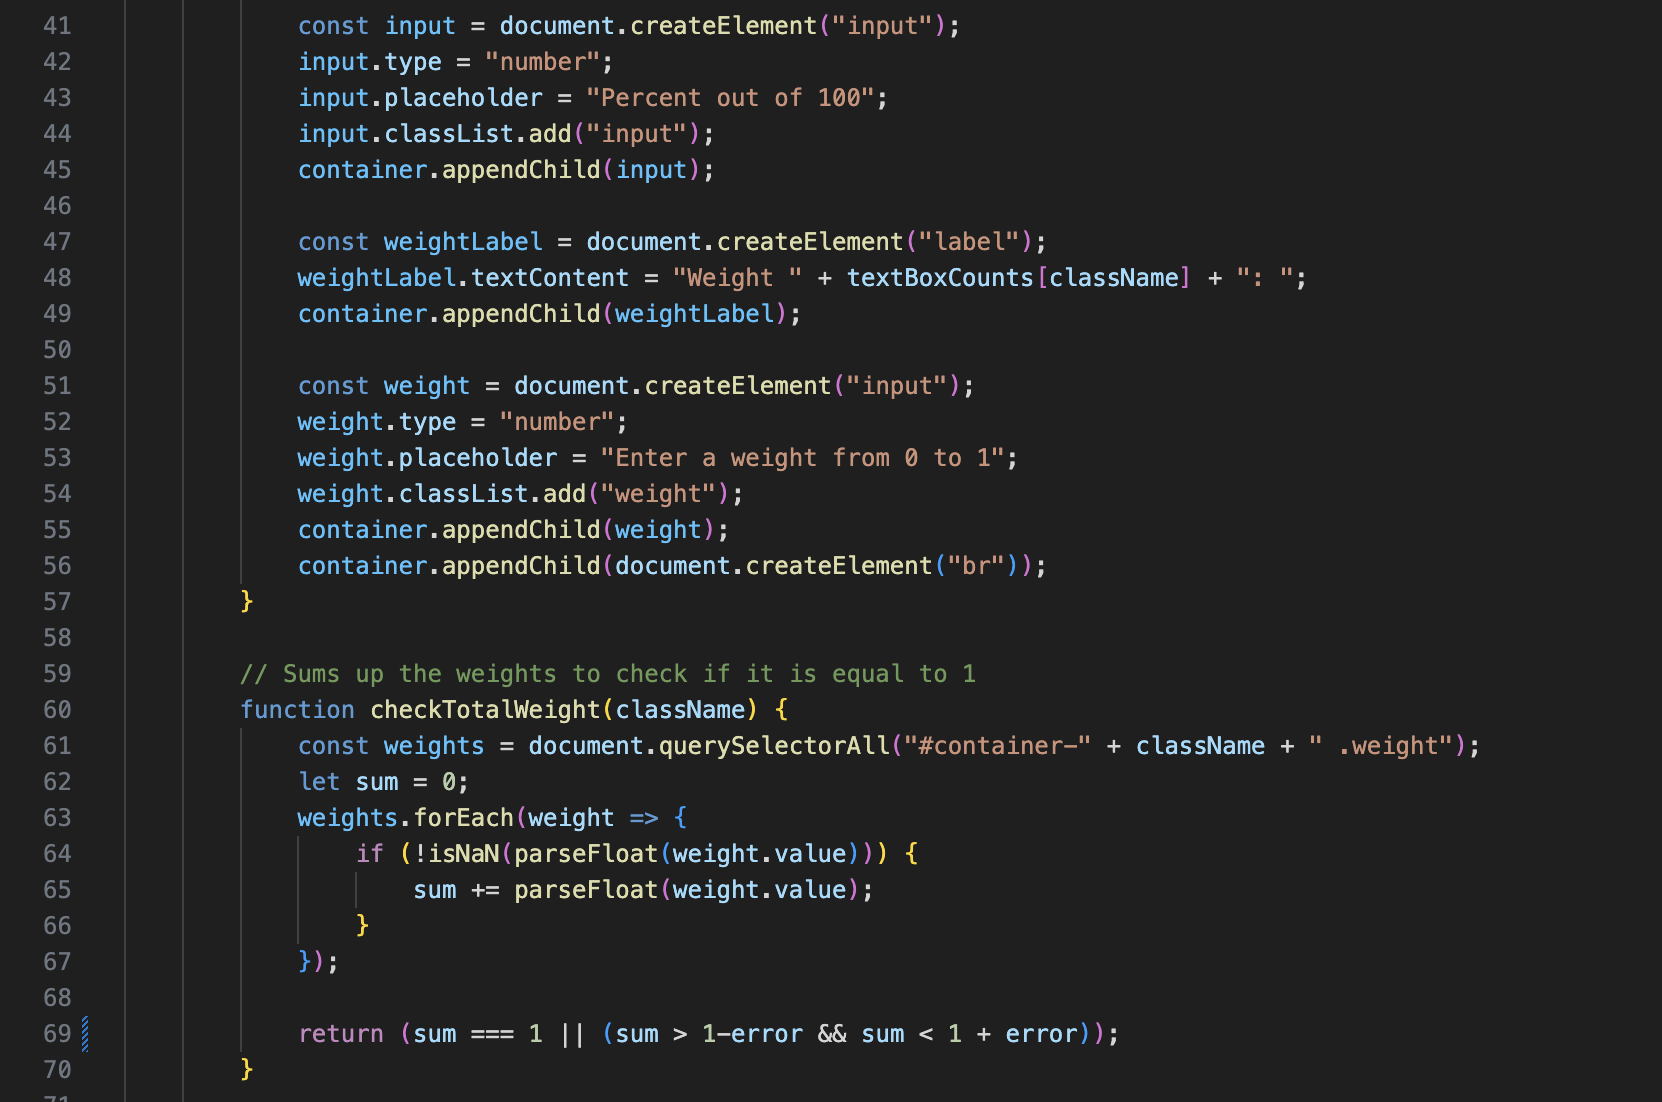 41 const input = document.createElement("input");
42 input.type = "number";
43 input.placeholder = "Percent out of 100";
44 input.classList.add("input");
45 container.appendChild(input);
46
47 const weightLabel = document.createElement("label");
48 weightLabel.textContent = "Weight " + textBoxCounts[className] + ": ";
49 container.appendChild(weightLabel);
50
51 const weight = document.createElement("input");
52 weight.type = "number";
53 weight.placeholder = "Enter a weight from 0 to 1";
54 weight.classList.add("weight");
55 container.appendChild(weight);
56 container.appendChild(document.createElement("br"));
57 }
58
59 // Sums up the weights to check if it is equal to 1
60 function checkTotalWeight(className) {
61 const weights = document.querySelectorAll("#container-" + className + " .weight");
62 let sum = 0;
63 weights.forEach(weight => {
64 if (!isNaN(parseFloat(weight.value))) {
65 sum += parseFloat(weight.value);
66 }
67 });
68
69 return (sum === 1 || (sum > 1-error && sum < 1 + error));
70 }
71